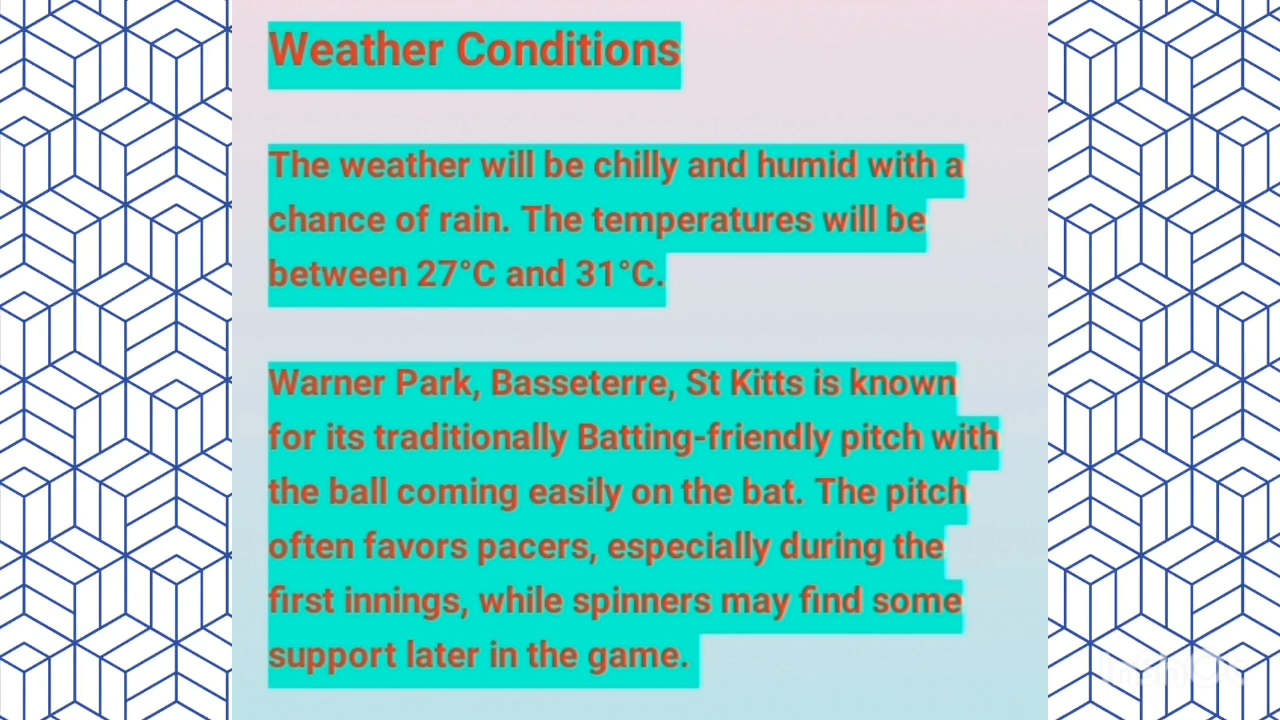 Weather Conditions
The weather will be chilly and humid with a
chance of rain. The temperatures will be
between 27°C and 31°C.
Warner Park, Basseterre, St Kitts is known
for its traditionally Batting-friendly pitch with
the ball coming easily on the bat. The pitch
often favors pacers, especially during the
first innings, while spinners may find some
support later in the game.
InShOt